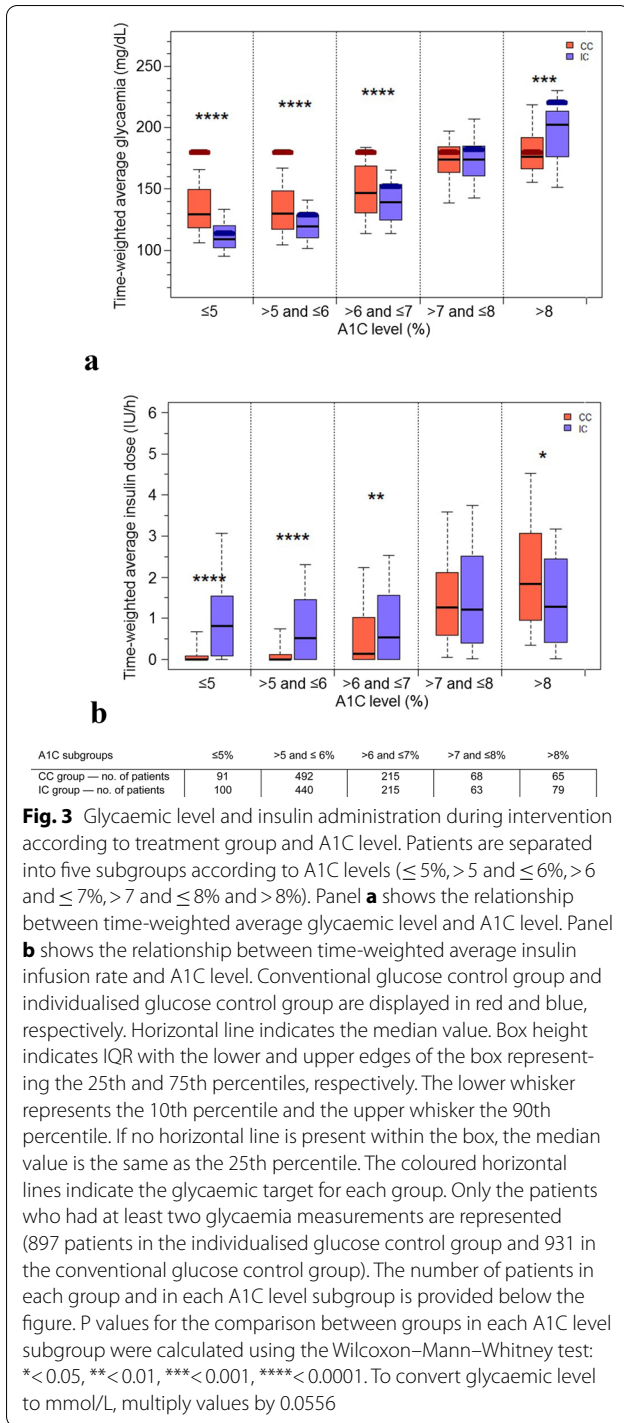 Time-weighted average glycaemia (mg/dL)
250
200
150
100
CC
IC
****
****
****
***
≤5
>5 and ≤6
>6 and ≤7
>7 and ≤8
>8
A1C level (%)
a
Time-weighted average insulin dose (IU/h)
6
5
4
3
2
1
0
CC
IC
****
****
**
*
≤5
>5 and ≤6
>6 and ≤7
>7 and ≤8
>8
A1C level (%)
b
A1C subgroups ≤5% >5 and ≤ 6% >6 and ≤7% >7 and ≤8% >8%
CC group — no. of patients 91 492 215 68 65
IC group — no. of patients 100 440 215 63 79
Fig. 3 Glycaemic level and insulin administration during intervention
according to treatment group and A1C level. Patients are separated
into five subgroups according to A1C levels (≤ 5%, > 5 and ≤ 6%, > 6
and ≤ 7%, > 7 and ≤ 8% and > 8%). Panel a shows the relationship
between time-weighted average glycaemic level and A1C level. Panel
b shows the relationship between time-weighted average insulin
infusion rate and A1C level. Conventional glucose control group and
individualised glucose control group are displayed in red and blue,
respectively. Horizontal line indicates the median value. Box height
indicates IQR with the lower and upper edges of the box represent-
ing the 25th and 75th percentiles, respectively. The lower whisker
represents the 10th percentile and the upper whisker the 90th
percentile. If no horizontal line is present within the box, the median
value is the same as the 25th percentile. The coloured horizontal
lines indicate the glycaemic target for each group. Only the patients
who had at least two glycaemia measurements are represented
(897 patients in the individualised glucose control group and 931 in
the conventional glucose control group). The number of patients in
each group and in each A1C level subgroup is provided below the
figure. P values for the comparison between groups in each A1C level
subgroup were calculated using the Wilcoxon–Mann–Whitney test:
*< 0.05, **< 0.01, ***< 0.001, ****< 0.0001. To convert glycaemic level
to mmol/L, multiply values by 0.0556